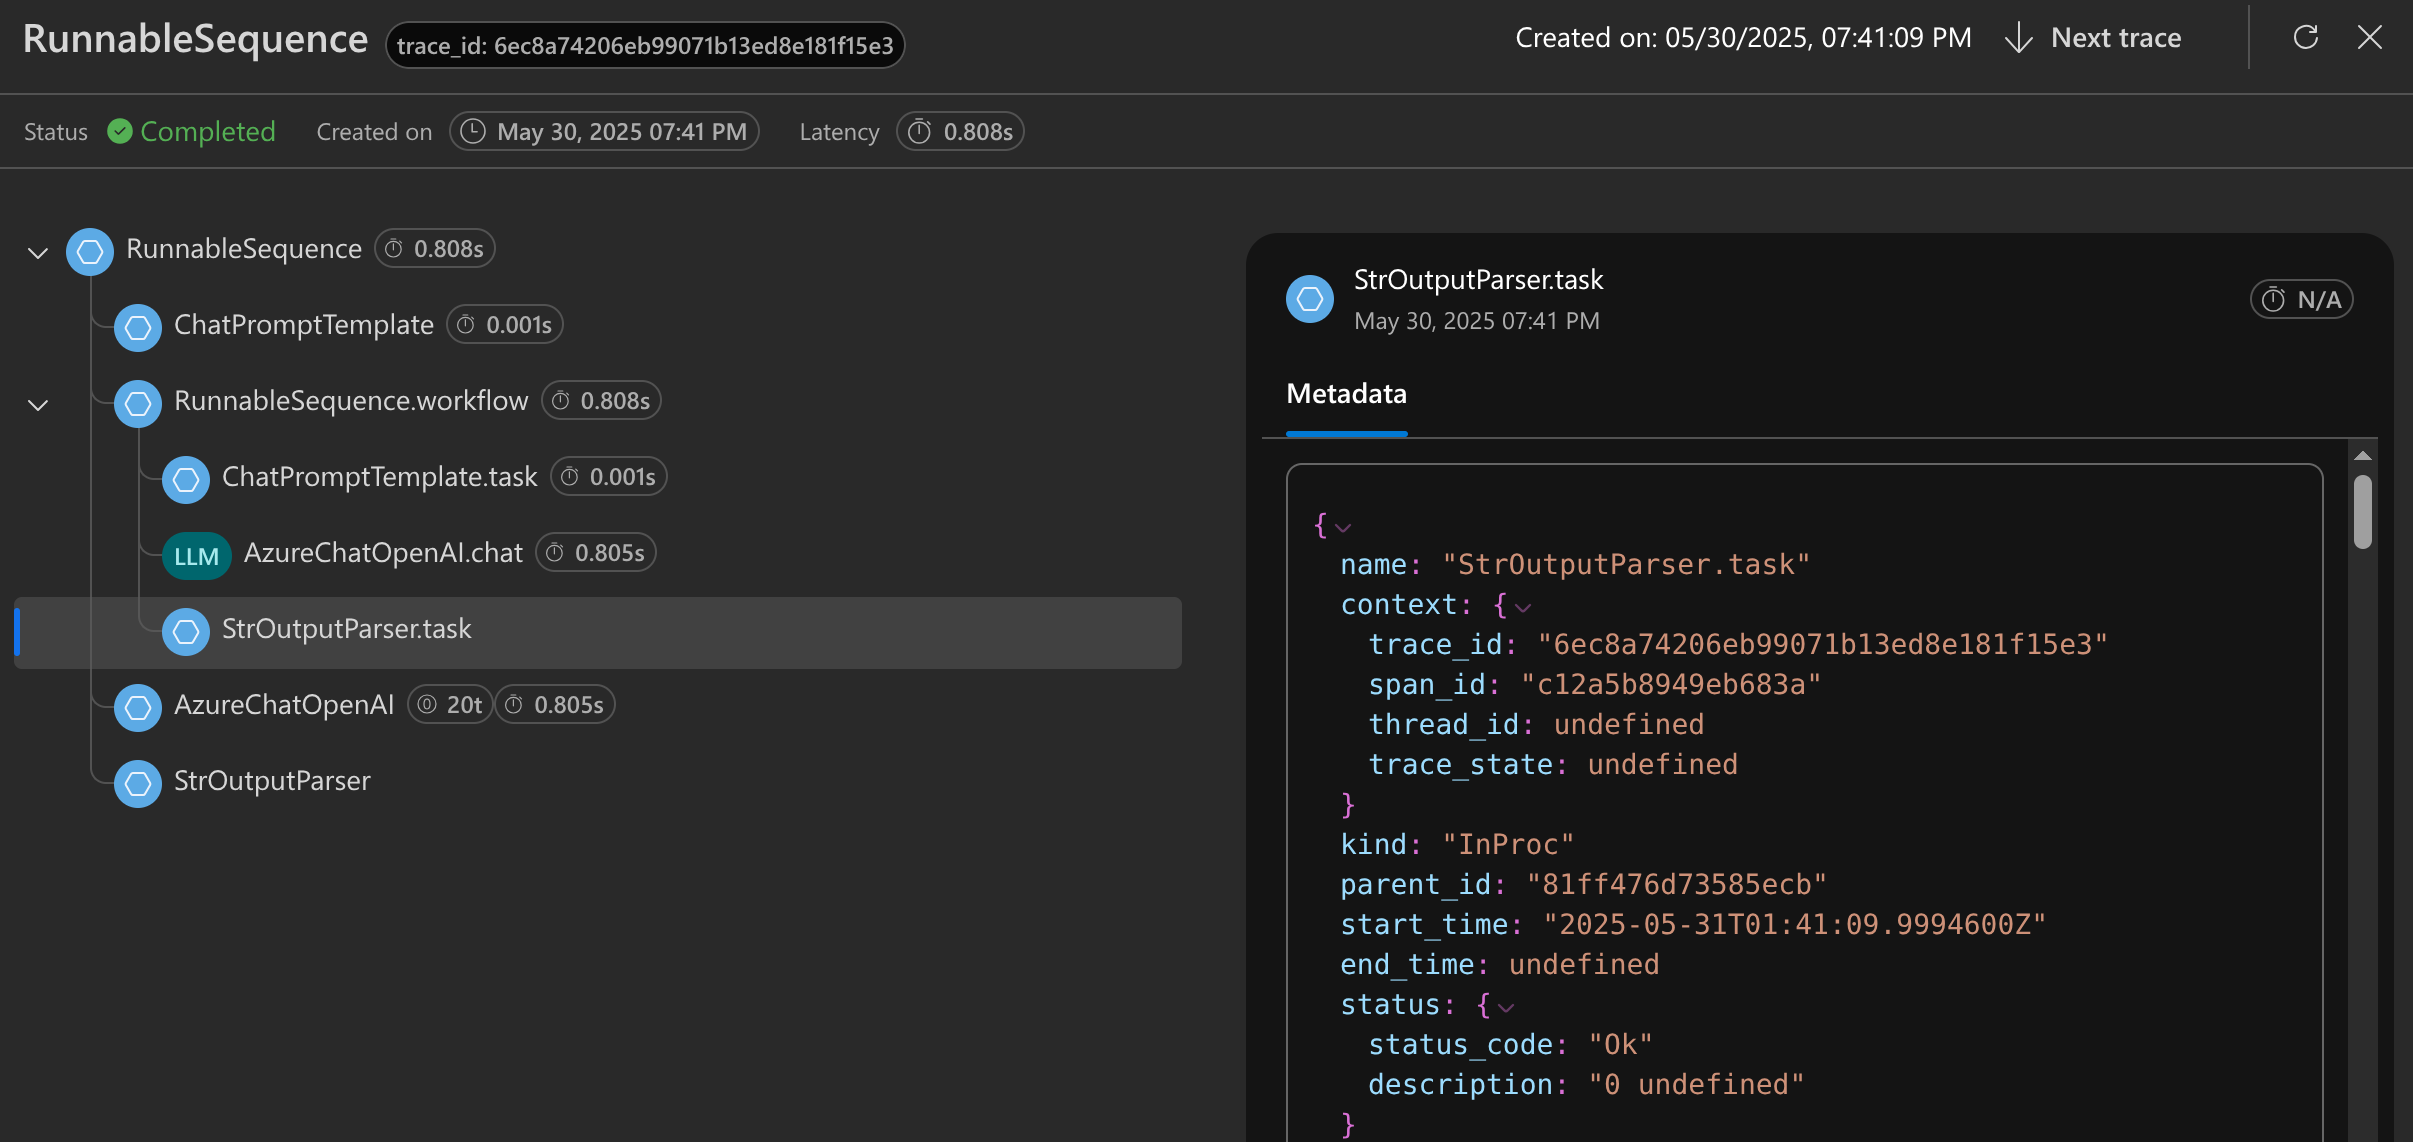 RunnableSequence trace_id: 6ec8a74206eb99071b13ed8e181f15e3 Created on: 05/30/2025, 07:41:09 PM Next trace
Status Completed Created on May 30, 2025 07:41 PM Latency 0.808s
RunnableSequence 0.808s
ChatPromptTemplate 0.001s
RunnableSequence.workflow 0.808s
ChatPromptTemplate.task 0.001s
LLM AzureChatOpenAI.chat 0.805s
StrOutputParser.task
AzureChatOpenAI 20t 0.805s
StrOutputParser
StrOutputParser.task
May 30, 2025 07:41 PM
N/A
Metadata
{
name: "StrOutputParser.task"
context: {
trace_id: "6ec8a74206eb99071b13ed8e181f15e3"
span_id: "c12a5b8949eb683a"
thread_id: undefined
trace_state: undefined
}
kind: "InProc"
parent_id: "81ff476d73585ecb"
start_time: "2025-05-31T01:41:09.9994600Z"
end_time: undefined
status: {
status_code: "Ok"
description: "0 undefined"
}